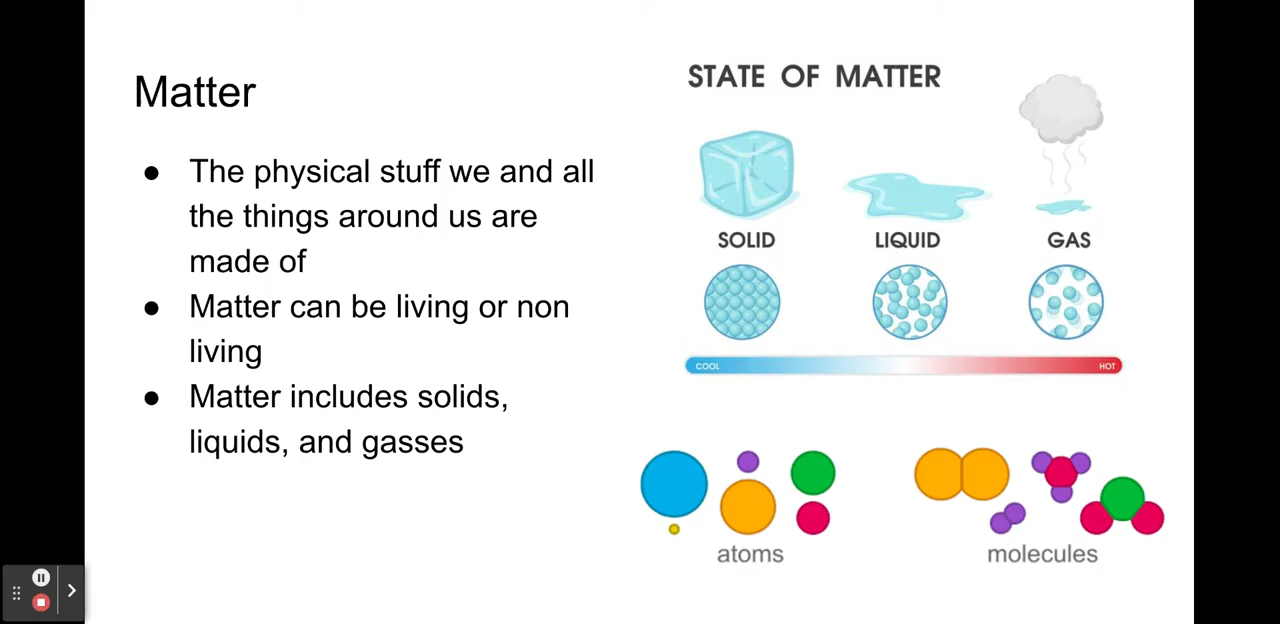 Matter
● The physical stuff we and all
the things around us are
made of
● Matter can be living or non
living
● Matter includes solids,
liquids, and gasses
STATE OF MATTER
SOLID LIQUID GAS
COOL HOT
atoms molecules